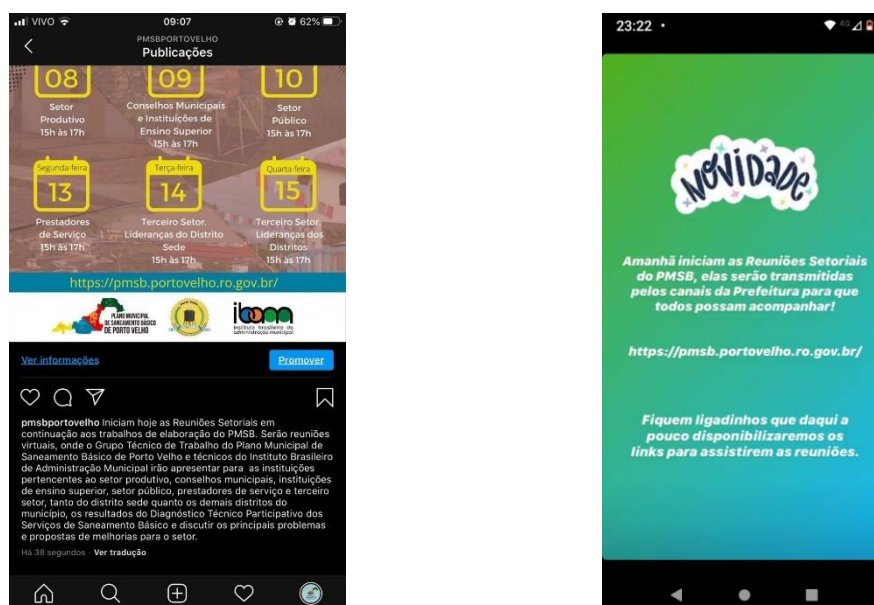 VIVO 09:07 62%
PMSBPORTOVELHO
Publicações
08 09 10
Setor Produtivo 15h às 17h
Conselhos Municipais e Instituições de Ensino Superior 15h às 17h
Setor Público 15h às 17h
Segunda-feira Terça-feira Quarta-feira
13 14 15
Prestadores de Serviço 15h às 17h
Terceiro Setor, Lideranças do Distrito Sede 15h às 17h
Terceiro Setor, Lideranças dos Distritos 15h às 17h
https://pmsb.portovelho.ro.gov.br/
PLANO MUNICIPAL
DE SANEAMENTO BÁSICO
DE PORTO VELHO
ibam
instituto brasileiro de
administração municipal
Ver informações
Promover
pmsbportovelho Iniciam hoje as Reuniões Setoriais em
continuação aos trabalhos de elaboração do PMSB. Serão reuniões
virtuais, onde o Grupo Técnico de Trabalho do Plano Municipal de
Saneamento Básico de Porto Velho e técnicos do Instituto Brasileiro
de Administração Municipal irão apresentar para as instituições
pertencentes ao setor produtivo, conselhos municipais, instituições
de ensino superior, setor público, prestadores de serviço e terceiro
setor, tanto do distrito sede quanto os demais distritos do
município, os resultados do Diagnóstico Técnico Participativo dos
Serviços de Saneamento Básico e discutir os principais problemas
e propostas de melhorias para o setor.
Há 38 segundos · Ver tradução
23:22 · 4G
NOVIDADE
Amanhã iniciam as Reuniões Setoriais
do PMSB, elas serão transmitidas
pelos canais da Prefeitura para que
todos possam acompanhar!
https://pmsb.portovelho.ro.gov.br/
Fiquem ligadinhos que daqui a
pouco disponibilizaremos os
links para assistirem as reuniões.